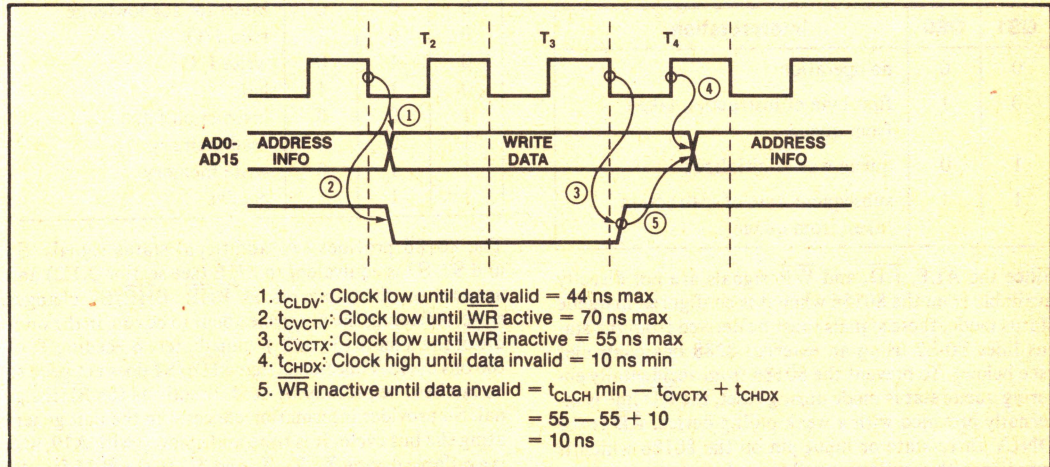 T2 T3 T4
4
1
AD0-
AD15
ADDRESS
INFO
WRITE
DATA
ADDRESS
INFO
2
3
5
1. tCLDV: Clock low until data valid = 44 ns max
2. tCVCTV: Clock low until W̅R̅ active = 70 ns max
3. tCVCTX: Clock low until W̅R̅ inactive = 55 ns max
4. tCHDX: Clock high until data invalid = 10 ns min
5. W̅R̅ inactive until data invalid = tCLCH min — tCVCTX + tCHDX
= 55 — 55 + 10
= 10 ns